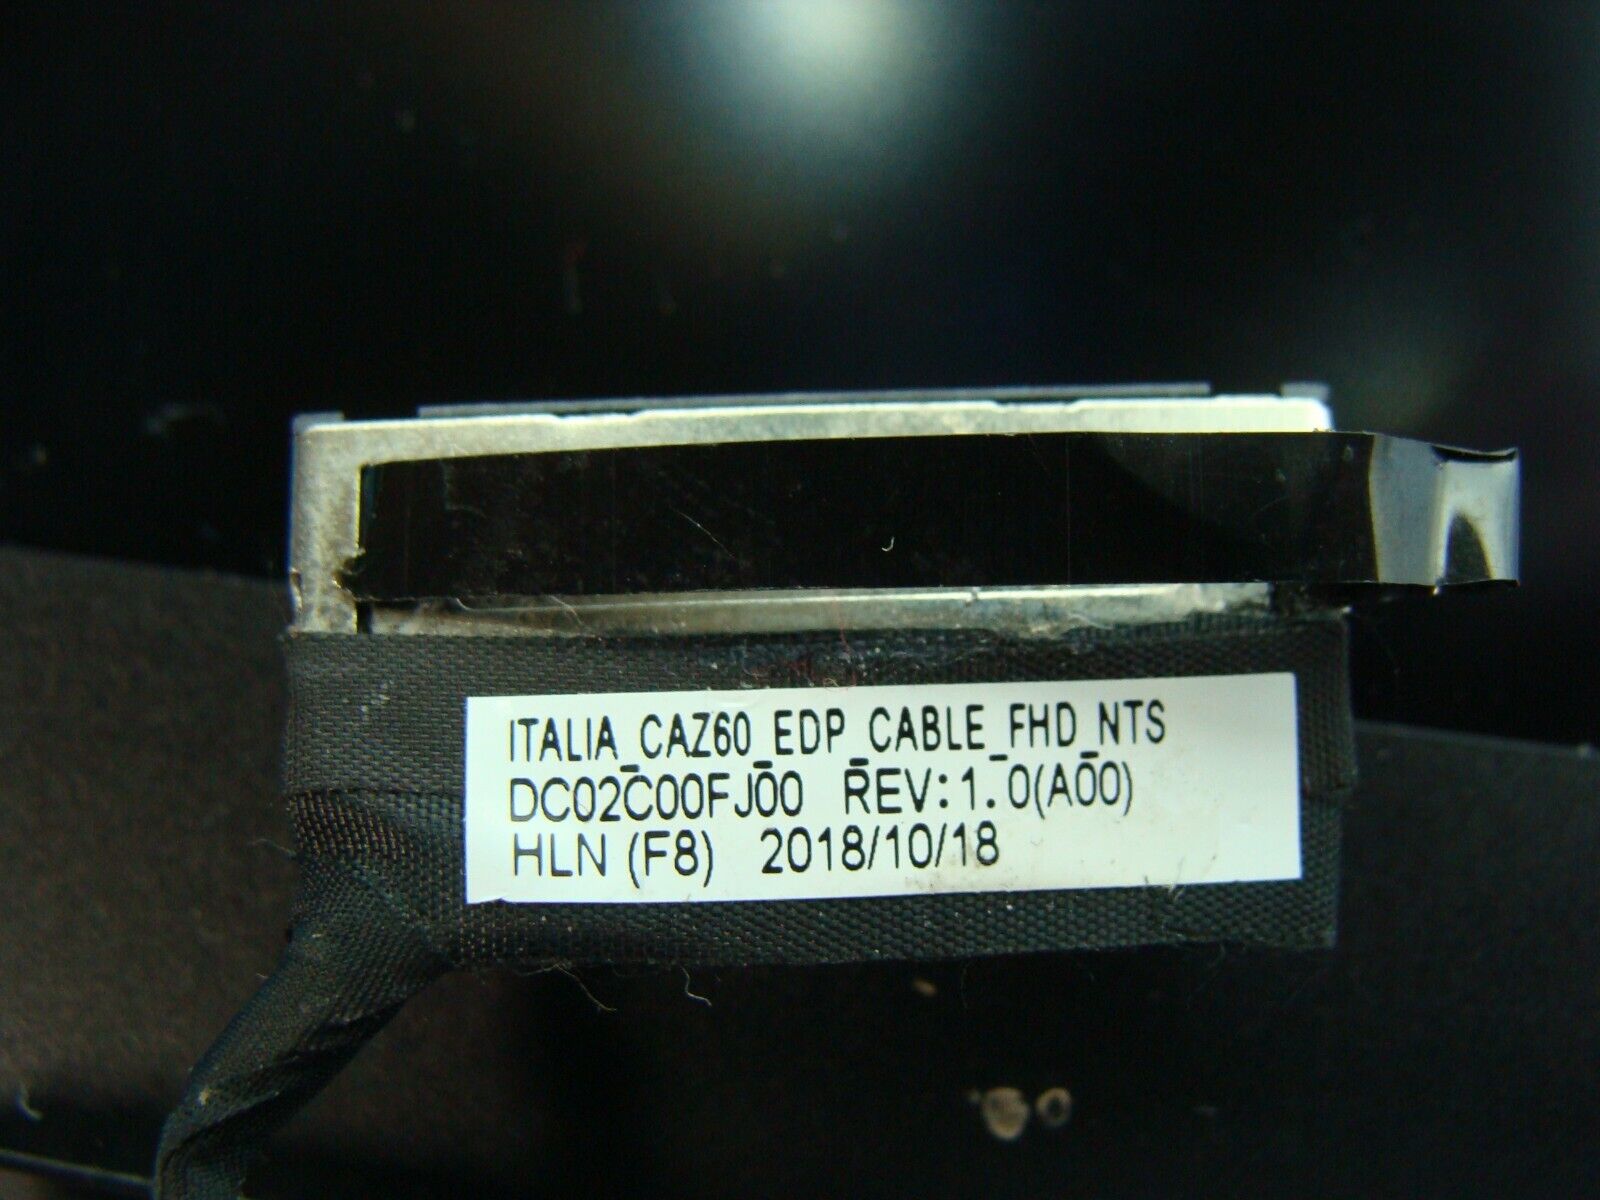 ITALIA_CAZ60_EDP_CABLE_FHD_NTS
DC02C00FJ00 REV:1.0(A00)
HLN (F8) 2018/10/18